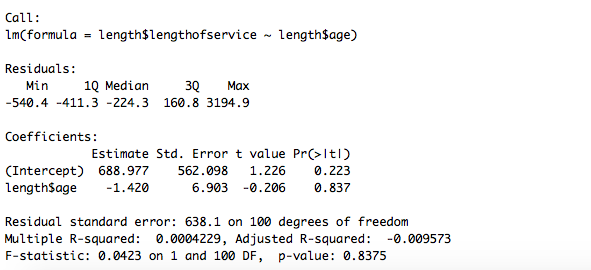 Call:
lm(formula = length$lengthofservice ~ length$age)
Residuals:
Min 1Q Median 3Q Max
-540.4 -411.3 -224.3 160.8 3194.9
Coefficients:
Estimate Std. Error t value Pr(>|t|)
(Intercept) 688.977 562.098 1.226 0.223
length$age -1.420 6.903 -0.206 0.837
Residual standard error: 638.1 on 100 degrees of freedom
Multiple R-squared: 0.0004229, Adjusted R-squared: -0.009573
F-statistic: 0.0423 on 1 and 100 DF, p-value: 0.8375